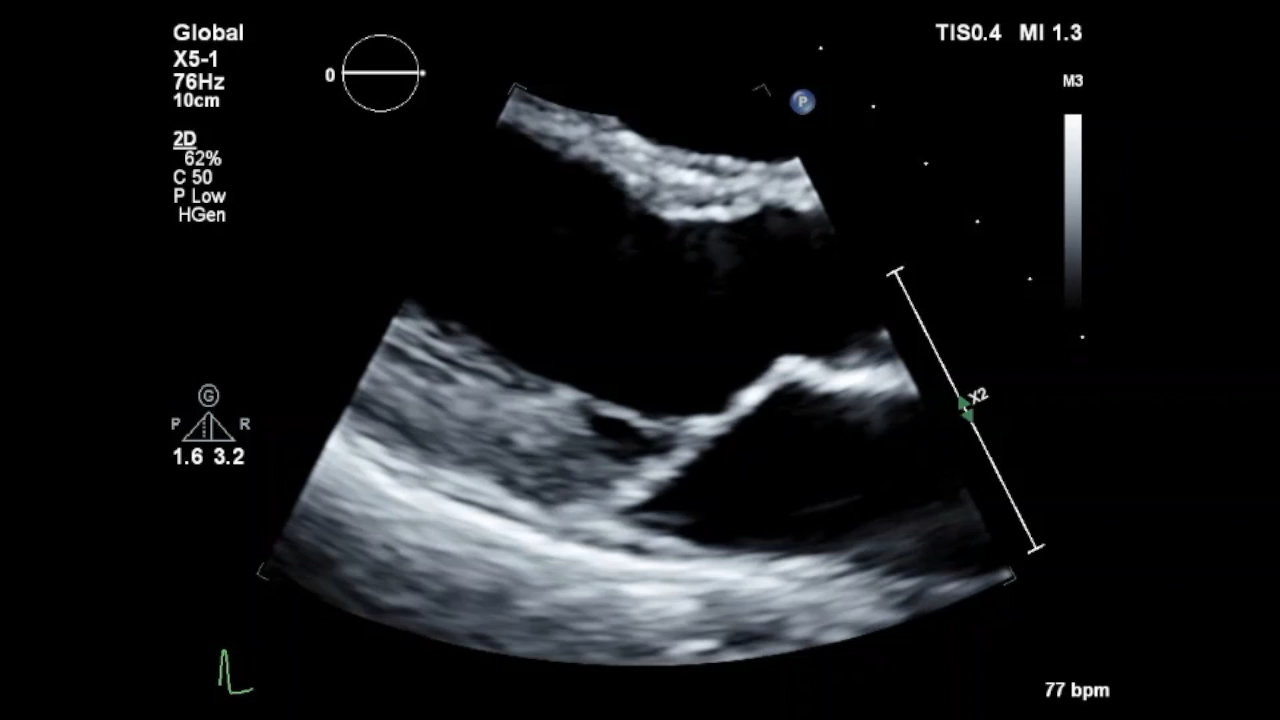 Global
X5-1
76Hz
10cm
2D
62%
C 50
P Low
HGen
0
TIS0.4 MI 1.3
M3
P
X2
G
P R
1.6 3.2
77 bpm